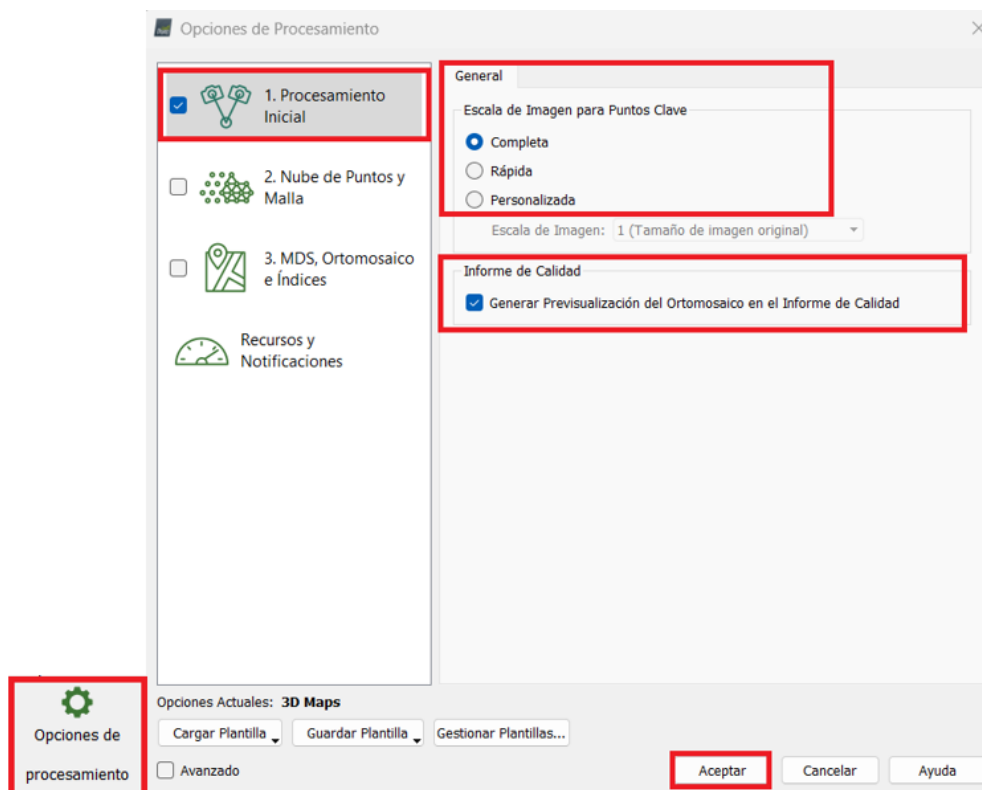 Opciones de Procesamiento
1. Procesamiento
Inicial
2. Nube de Puntos y
Malla
3. MDS, Ortomosaico
e Índices
Recursos y
Notificaciones
General
Escala de Imagen para Puntos Clave
Completa
Rápida
Personalizada
Escala de Imagen: 1 (Tamaño de imagen original)
Informe de Calidad
Generar Previsualización del Ortomosaico en el Informe de Calidad
Opciones de
procesamiento
Opciones Actuales: 3D Maps
Cargar Plantilla Guardar Plantilla Gestionar Plantillas...
Avanzado
Aceptar Cancelar Ayuda